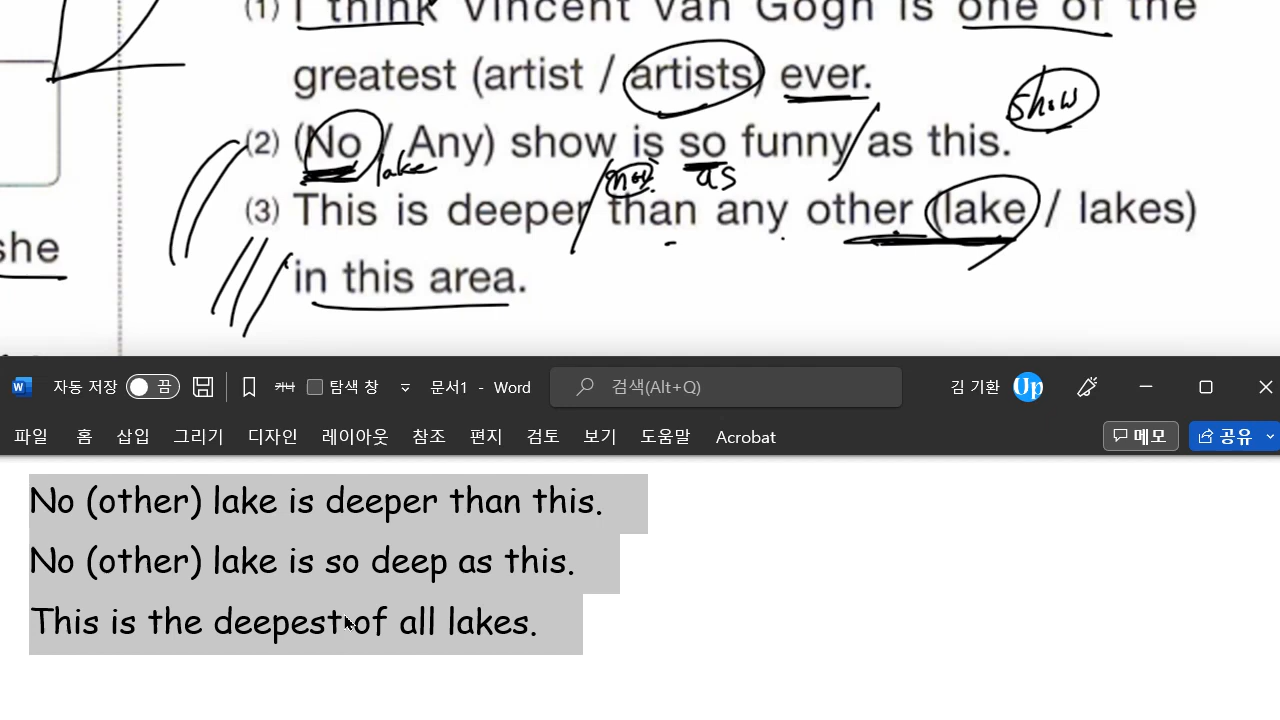 (1) I think Vincent van Gogh is one of the
greatest (artist / artists) ever.
show
(2) (No / Any) show is so funny as this.
lake
as
(3) This is deeper than any other (lake / lakes)
she
in this area.
자동 저장 끔 탐색 창 문서1 - Word 검색(Alt+Q) 김 기환 Up
파일 홈 삽입 그리기 디자인 레이아웃 참조 편지 검토 보기 도움말 Acrobat 메모 공유
No (other) lake is deeper than this.
No (other) lake is so deep as this.
This is the deepest of all lakes.